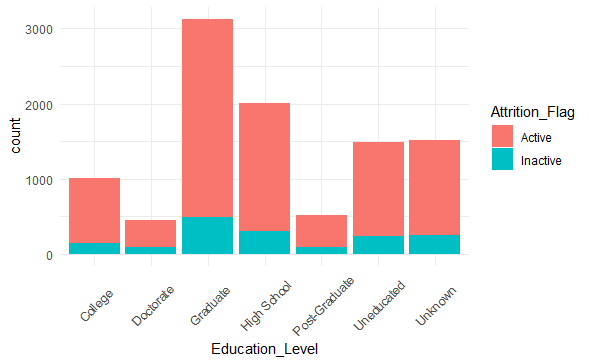 3000
2000
1000
0
count
College
Doctorate
Graduate
High School
Post-Graduate
Uneducated
Unknown
Education_Level
Attrition_Flag
Active
Inactive